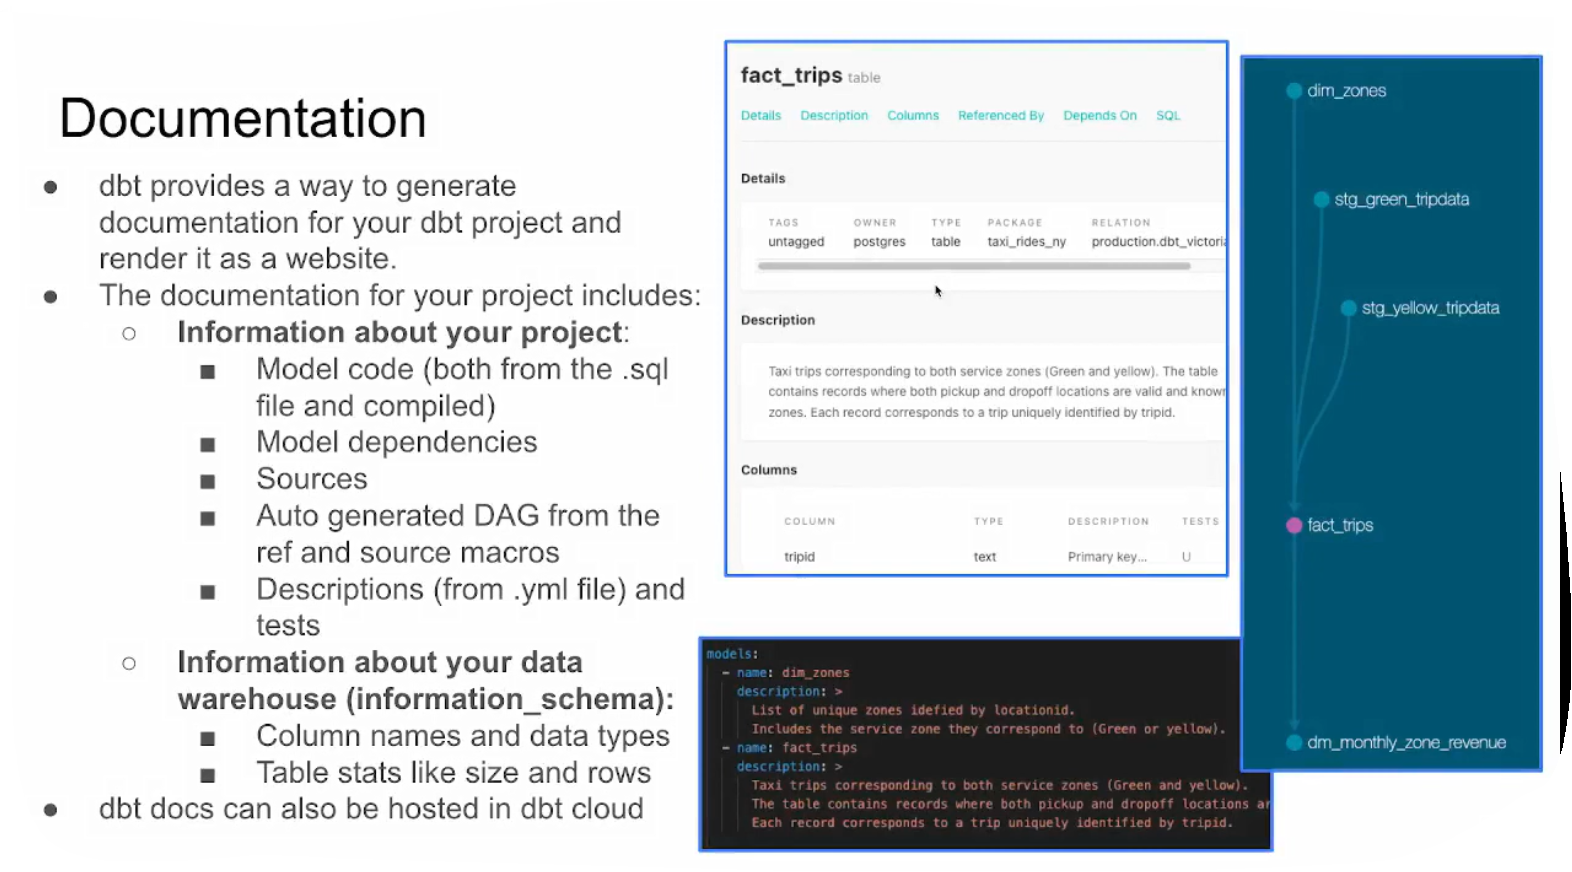 Documentation
● dbt provides a way to generate
documentation for your dbt project and
render it as a website.
● The documentation for your project includes:
○ Information about your project:
■ Model code (both from the .sql
file and compiled)
■ Model dependencies
■ Sources
■ Auto generated DAG from the
ref and source macros
■ Descriptions (from .yml file) and
tests
○ Information about your data
warehouse (information_schema):
■ Column names and data types
■ Table stats like size and rows
● dbt docs can also be hosted in dbt cloud
fact_trips table
Details Description Columns Referenced By Depends On SQL
Details
TAGS OWNER TYPE PACKAGE RELATION
untagged postgres table taxi_rides_ny production.dbt_victoria
Description
Taxi trips corresponding to both service zones (Green and yellow). The table
contains records where both pickup and dropoff locations are valid and known
zones. Each record corresponds to a trip uniquely identified by tripid.
Columns
COLUMN TYPE DESCRIPTION TESTS
tripid text Primary key... U
models:
- name: dim_zones
description: >
List of unique zones idefied by locationid.
Includes the service zone they correspond to (Green or yellow).
- name: fact_trips
description: >
Taxi trips corresponding to both service zones (Green and yellow).
The table contains records where both pickup and dropoff locations ar
Each record corresponds to a trip uniquely identified by tripid.
dim_zones
stg_green_tripdata
stg_yellow_tripdata
fact_trips
dm_monthly_zone_revenue